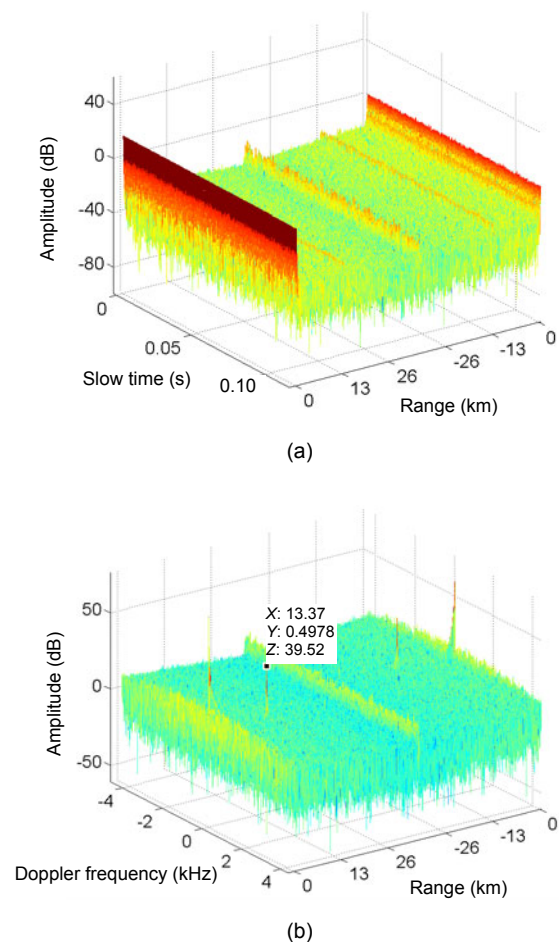 40
0
-40
-80
Amplitude (dB)
0
0.05
0.10
Slow time (s)
0
13
26
-26
-13
0
Range (km)
(a)
X: 13.37
Y: 0.4978
Z: 39.52
50
0
-50
Amplitude (dB)
-4
-2
0
2
4
Doppler frequency (kHz)
0
13
26
-26
-13
0
Range (km)
(b)